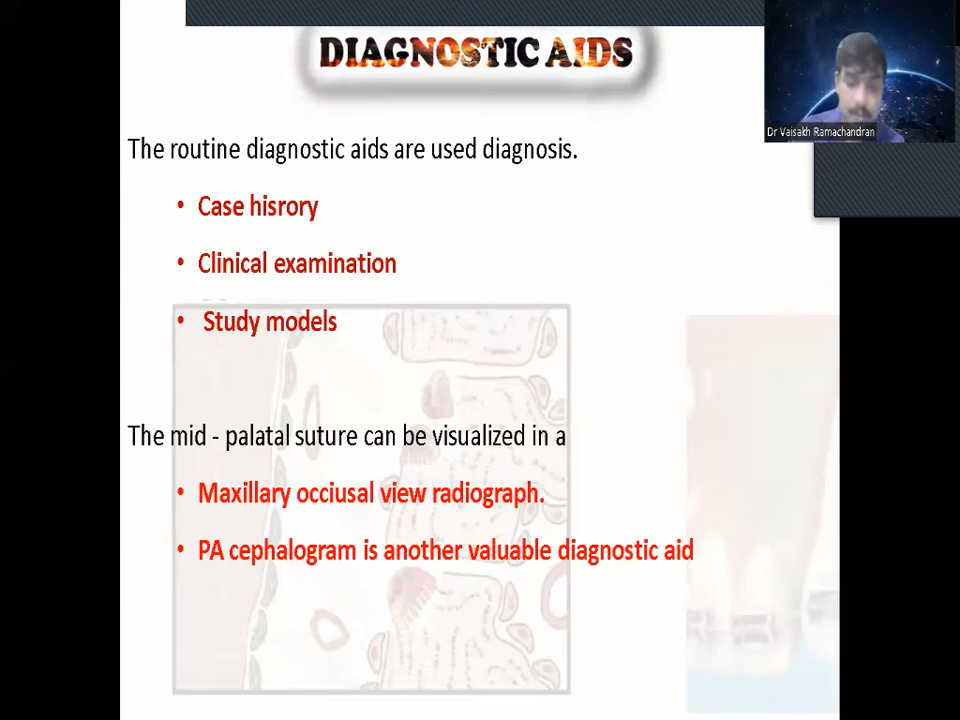 DIAGNOSTIC AIDS
Dr Vaisakh Ramachandran
The routine diagnostic aids are used diagnosis.
• Case hisrory
• Clinical examination
• Study models
The mid - palatal suture can be visualized in a
• Maxillary occiusal view radiograph.
• PA cephalogram is another valuable diagnostic aid